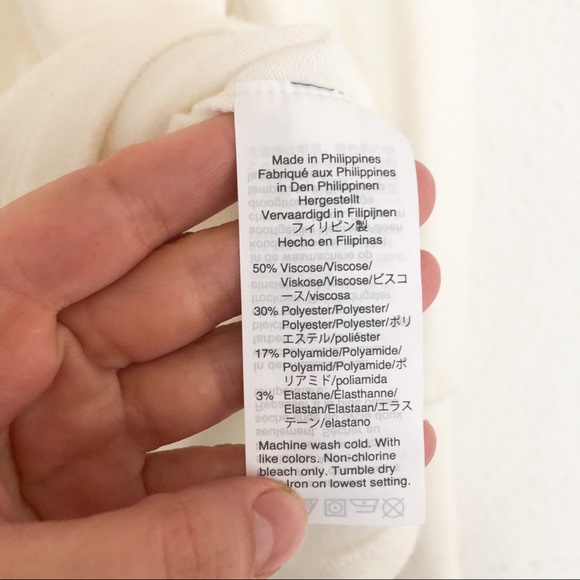 Made in Philippines
Fabriqué aux Philippines
in Den Philippinen
Hergestellt
Vervaardigd in Filipijnen
フィリピン製
Hecho en Filipinas
50% Viscose/Viscose/
Viskose/Viscose/ビスコ
ース/viscosa
30% Polyester/Polyester/
Polyester/Polyester/ポリ
エステル/poliéster
17% Polyamide/Polyamide/
Polyamid/Polyamide/ポ
リアミド/poliamida
3% Elastane/Élasthanne/
Elastan/Elastaan/エラス
テーン/elastano
Machine wash cold. With
like colors. Non-chlorine
bleach only. Tumble dry
Iron on lowest setting.